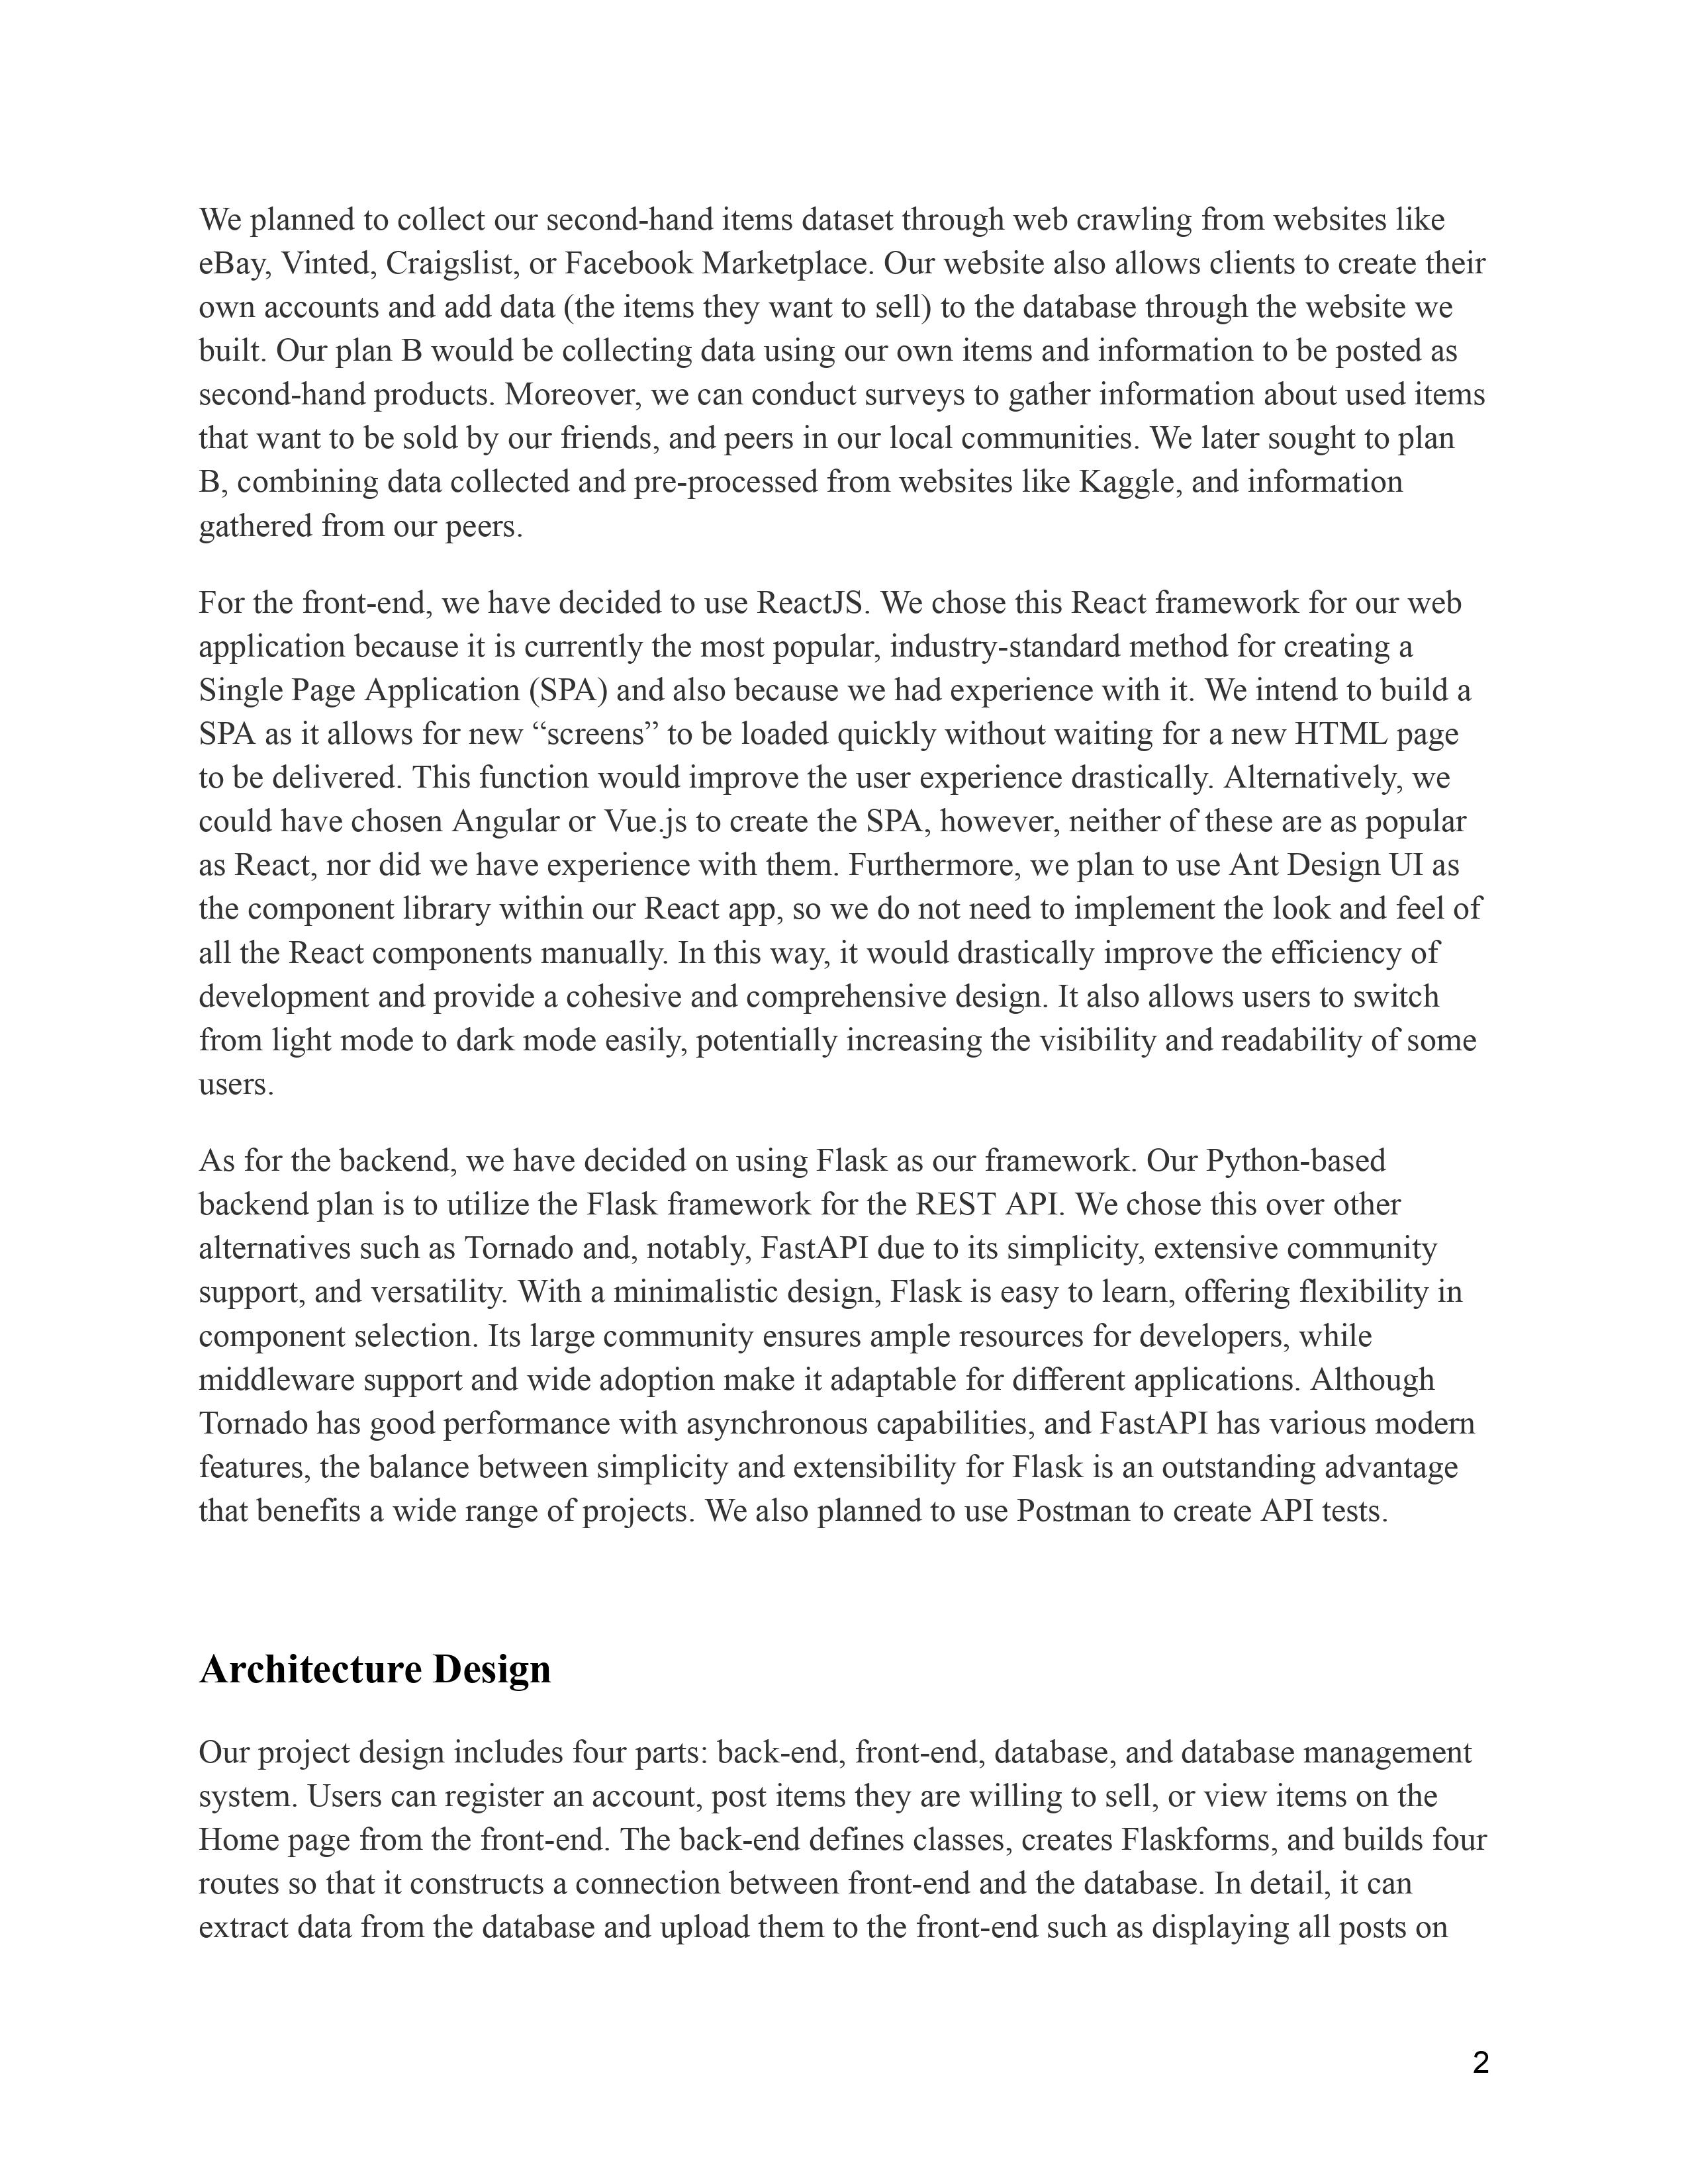 We planned to collect our second-hand items dataset through web crawling from websites like
eBay, Vinted, Craigslist, or Facebook Marketplace. Our website also allows clients to create their
own accounts and add data (the items they want to sell) to the database through the website we
built. Our plan B would be collecting data using our own items and information to be posted as
second-hand products. Moreover, we can conduct surveys to gather information about used items
that want to be sold by our friends, and peers in our local communities. We later sought to plan
B, combining data collected and pre-processed from websites like Kaggle, and information
gathered from our peers.
For the front-end, we have decided to use ReactJS. We chose this React framework for our web
application because it is currently the most popular, industry-standard method for creating a
Single Page Application (SPA) and also because we had experience with it. We intend to build a
SPA as it allows for new “screens” to be loaded quickly without waiting for a new HTML page
to be delivered. This function would improve the user experience drastically. Alternatively, we
could have chosen Angular or Vue.js to create the SPA, however, neither of these are as popular
as React, nor did we have experience with them. Furthermore, we plan to use Ant Design UI as
the component library within our React app, so we do not need to implement the look and feel of
all the React components manually. In this way, it would drastically improve the efficiency of
development and provide a cohesive and comprehensive design. It also allows users to switch
from light mode to dark mode easily, potentially increasing the visibility and readability of some
users.
As for the backend, we have decided on using Flask as our framework. Our Python-based
backend plan is to utilize the Flask framework for the REST API. We chose this over other
alternatives such as Tornado and, notably, FastAPI due to its simplicity, extensive community
support, and versatility. With a minimalistic design, Flask is easy to learn, offering flexibility in
component selection. Its large community ensures ample resources for developers, while
middleware support and wide adoption make it adaptable for different applications. Although
Tornado has good performance with asynchronous capabilities, and FastAPI has various modern
features, the balance between simplicity and extensibility for Flask is an outstanding advantage
that benefits a wide range of projects. We also planned to use Postman to create API tests.
Architecture Design
Our project design includes four parts: back-end, front-end, database, and database management
system. Users can register an account, post items they are willing to sell, or view items on the
Home page from the front-end. The back-end defines classes, creates Flaskforms, and builds four
routes so that it constructs a connection between front-end and the database. In detail, it can
extract data from the database and upload them to the front-end such as displaying all posts on
2